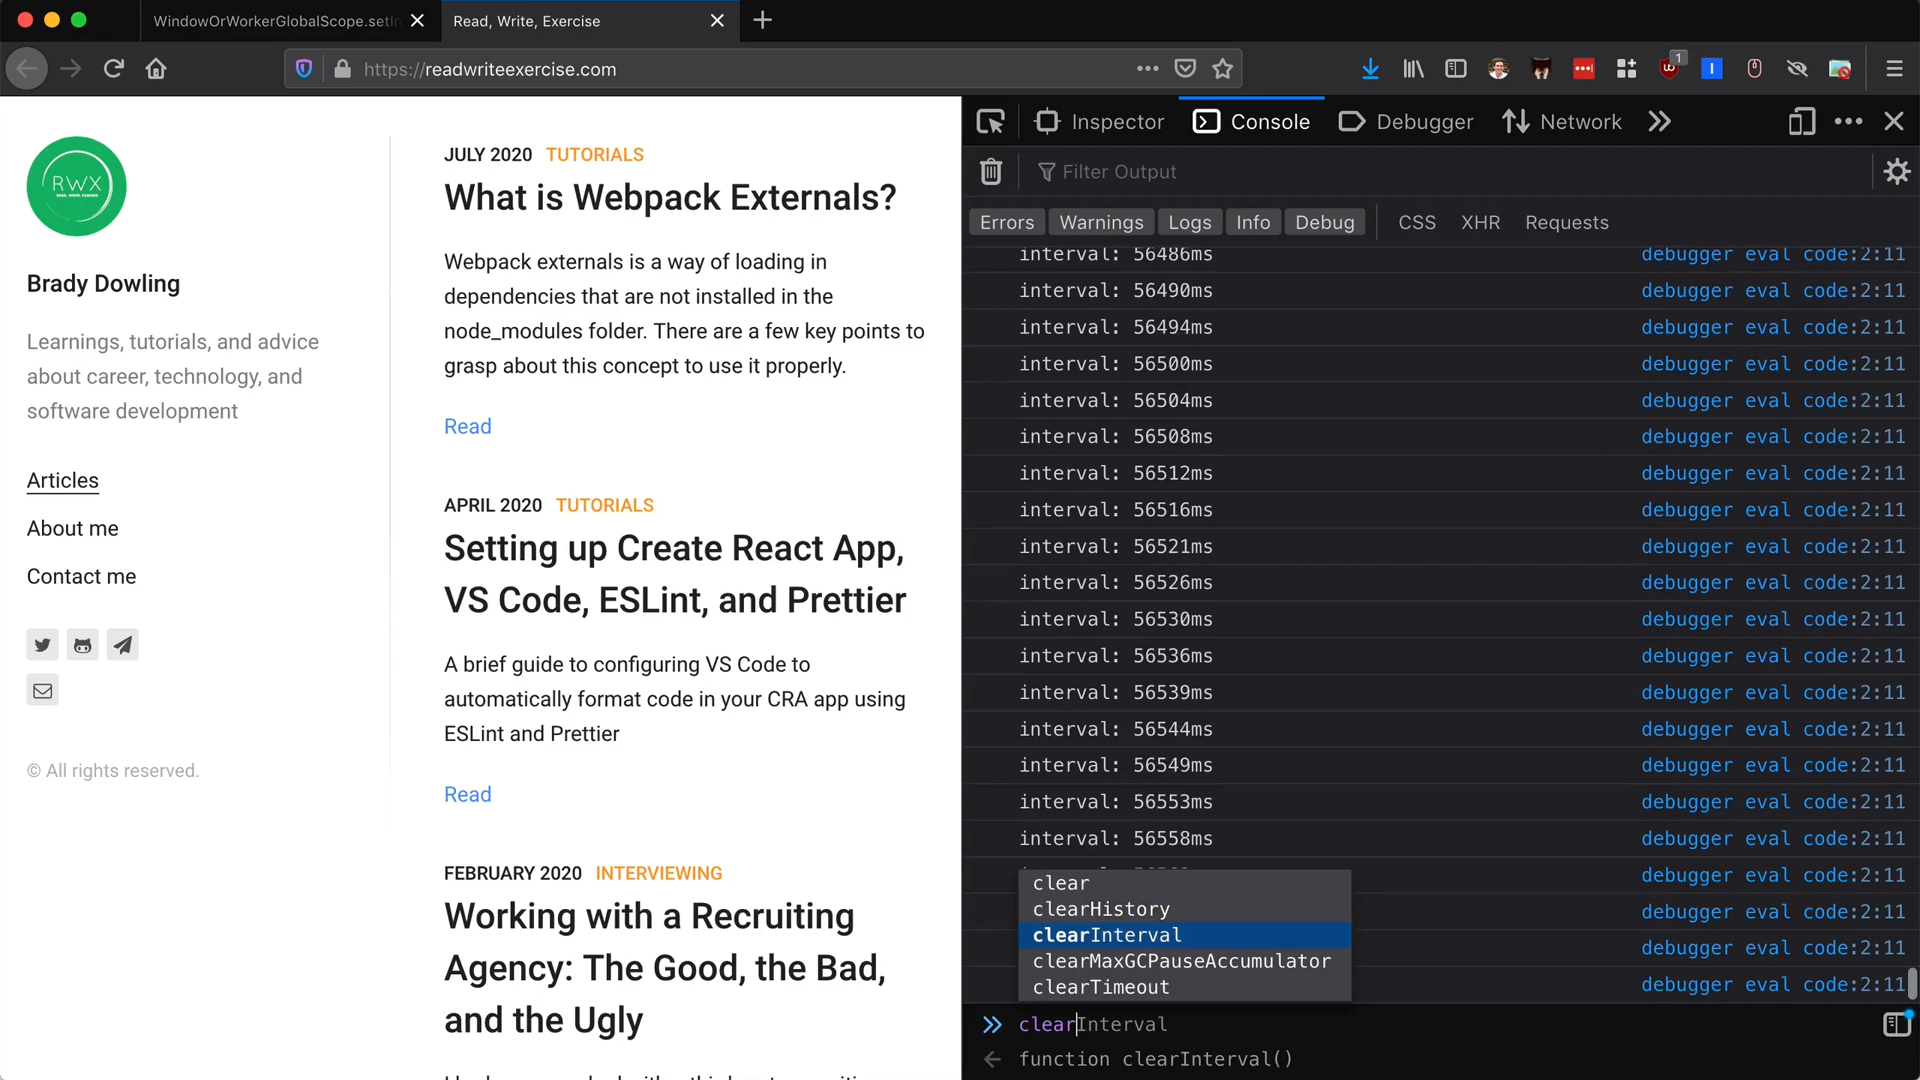 WindowOrWorkerGlobalScope.setIn
Read, Write, Exercise
https://readwriteexercise.com
1
RWX
Brady Dowling
Learnings, tutorials, and advice
about career, technology, and
software development
Articles
About me
Contact me
© All rights reserved.
JULY 2020 TUTORIALS
What is Webpack Externals?
Webpack externals is a way of loading in
dependencies that are not installed in the
node_modules folder. There are a few key points to
grasp about this concept to use it properly.
Read
APRIL 2020 TUTORIALS
Setting up Create React App,
VS Code, ESLint, and Prettier
A brief guide to configuring VS Code to
automatically format code in your CRA app using
ESLint and Prettier
Read
FEBRUARY 2020 INTERVIEWING
Working with a Recruiting
Agency: The Good, the Bad,
and the Ugly
Inspector Console Debugger Network
Filter Output
Errors Warnings Logs Info Debug CSS XHR Requests
interval: 56486ms debugger eval code:2:11
interval: 56490ms debugger eval code:2:11
interval: 56494ms debugger eval code:2:11
interval: 56500ms debugger eval code:2:11
interval: 56504ms debugger eval code:2:11
interval: 56508ms debugger eval code:2:11
interval: 56512ms debugger eval code:2:11
interval: 56516ms debugger eval code:2:11
interval: 56521ms debugger eval code:2:11
interval: 56526ms debugger eval code:2:11
interval: 56530ms debugger eval code:2:11
interval: 56536ms debugger eval code:2:11
interval: 56539ms debugger eval code:2:11
interval: 56544ms debugger eval code:2:11
interval: 56549ms debugger eval code:2:11
interval: 56553ms debugger eval code:2:11
interval: 56558ms debugger eval code:2:11
debugger eval code:2:11
debugger eval code:2:11
debugger eval code:2:11
debugger eval code:2:11
clear
clearHistory
clearInterval
clearMaxGCPauseAccumulator
clearTimeout
clearInterval
function clearInterval()